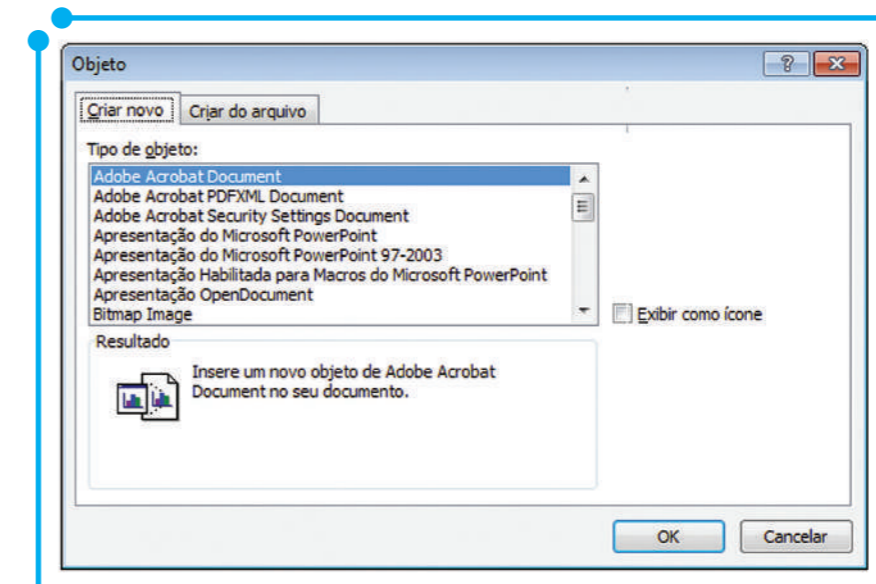 Objeto
Criar novo
Criar do arquivo
Tipo de objeto:
Adobe Acrobat Document
Adobe Acrobat PDFXML Document
Adobe Acrobat Security Settings Document
Apresentação do Microsoft PowerPoint
Apresentação do Microsoft PowerPoint 97-2003
Apresentação Habilitada para Macros do Microsoft PowerPoint
Apresentação OpenDocument
Bitmap Image
Exibir como ícone
Resultado
Insere um novo objeto de Adobe Acrobat
Document no seu documento.
OK
Cancelar